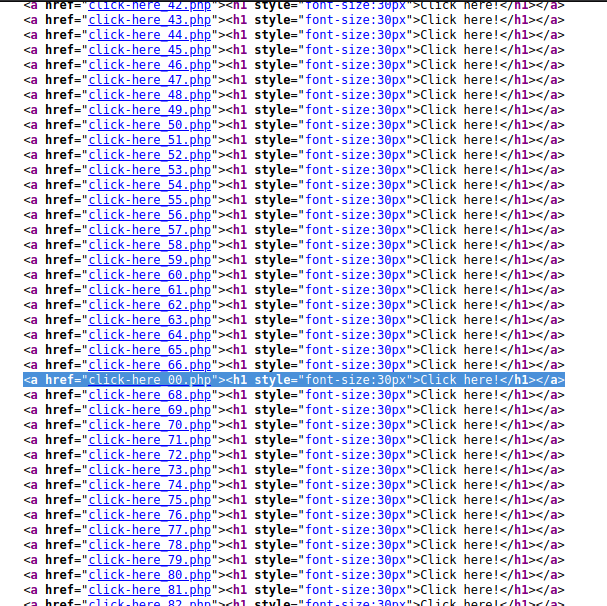 <a href="click-here_42.php"><h1 style="font-size:30px">Click here!</h1></a>
<a href="click-here_43.php"><h1 style="font-size:30px">Click here!</h1></a>
<a href="click-here_44.php"><h1 style="font-size:30px">Click here!</h1></a>
<a href="click-here_45.php"><h1 style="font-size:30px">Click here!</h1></a>
<a href="click-here_46.php"><h1 style="font-size:30px">Click here!</h1></a>
<a href="click-here_47.php"><h1 style="font-size:30px">Click here!</h1></a>
<a href="click-here_48.php"><h1 style="font-size:30px">Click here!</h1></a>
<a href="click-here_49.php"><h1 style="font-size:30px">Click here!</h1></a>
<a href="click-here_50.php"><h1 style="font-size:30px">Click here!</h1></a>
<a href="click-here_51.php"><h1 style="font-size:30px">Click here!</h1></a>
<a href="click-here_52.php"><h1 style="font-size:30px">Click here!</h1></a>
<a href="click-here_53.php"><h1 style="font-size:30px">Click here!</h1></a>
<a href="click-here_54.php"><h1 style="font-size:30px">Click here!</h1></a>
<a href="click-here_55.php"><h1 style="font-size:30px">Click here!</h1></a>
<a href="click-here_56.php"><h1 style="font-size:30px">Click here!</h1></a>
<a href="click-here_57.php"><h1 style="font-size:30px">Click here!</h1></a>
<a href="click-here_58.php"><h1 style="font-size:30px">Click here!</h1></a>
<a href="click-here_59.php"><h1 style="font-size:30px">Click here!</h1></a>
<a href="click-here_60.php"><h1 style="font-size:30px">Click here!</h1></a>
<a href="click-here_61.php"><h1 style="font-size:30px">Click here!</h1></a>
<a href="click-here_62.php"><h1 style="font-size:30px">Click here!</h1></a>
<a href="click-here_63.php"><h1 style="font-size:30px">Click here!</h1></a>
<a href="click-here_64.php"><h1 style="font-size:30px">Click here!</h1></a>
<a href="click-here_65.php"><h1 style="font-size:30px">Click here!</h1></a>
<a href="click-here_66.php"><h1 style="font-size:30px">Click here!</h1></a>
<a href="click-here_00.php"><h1 style="font-size:30px">Click here!</h1></a>
<a href="click-here_68.php"><h1 style="font-size:30px">Click here!</h1></a>
<a href="click-here_69.php"><h1 style="font-size:30px">Click here!</h1></a>
<a href="click-here_70.php"><h1 style="font-size:30px">Click here!</h1></a>
<a href="click-here_71.php"><h1 style="font-size:30px">Click here!</h1></a>
<a href="click-here_72.php"><h1 style="font-size:30px">Click here!</h1></a>
<a href="click-here_73.php"><h1 style="font-size:30px">Click here!</h1></a>
<a href="click-here_74.php"><h1 style="font-size:30px">Click here!</h1></a>
<a href="click-here_75.php"><h1 style="font-size:30px">Click here!</h1></a>
<a href="click-here_76.php"><h1 style="font-size:30px">Click here!</h1></a>
<a href="click-here_77.php"><h1 style="font-size:30px">Click here!</h1></a>
<a href="click-here_78.php"><h1 style="font-size:30px">Click here!</h1></a>
<a href="click-here_79.php"><h1 style="font-size:30px">Click here!</h1></a>
<a href="click-here_80.php"><h1 style="font-size:30px">Click here!</h1></a>
<a href="click-here_81.php"><h1 style="font-size:30px">Click here!</h1></a>
<a href="click-here_82.php"><h1 style="font-size:30px">Click here!</h1></a>